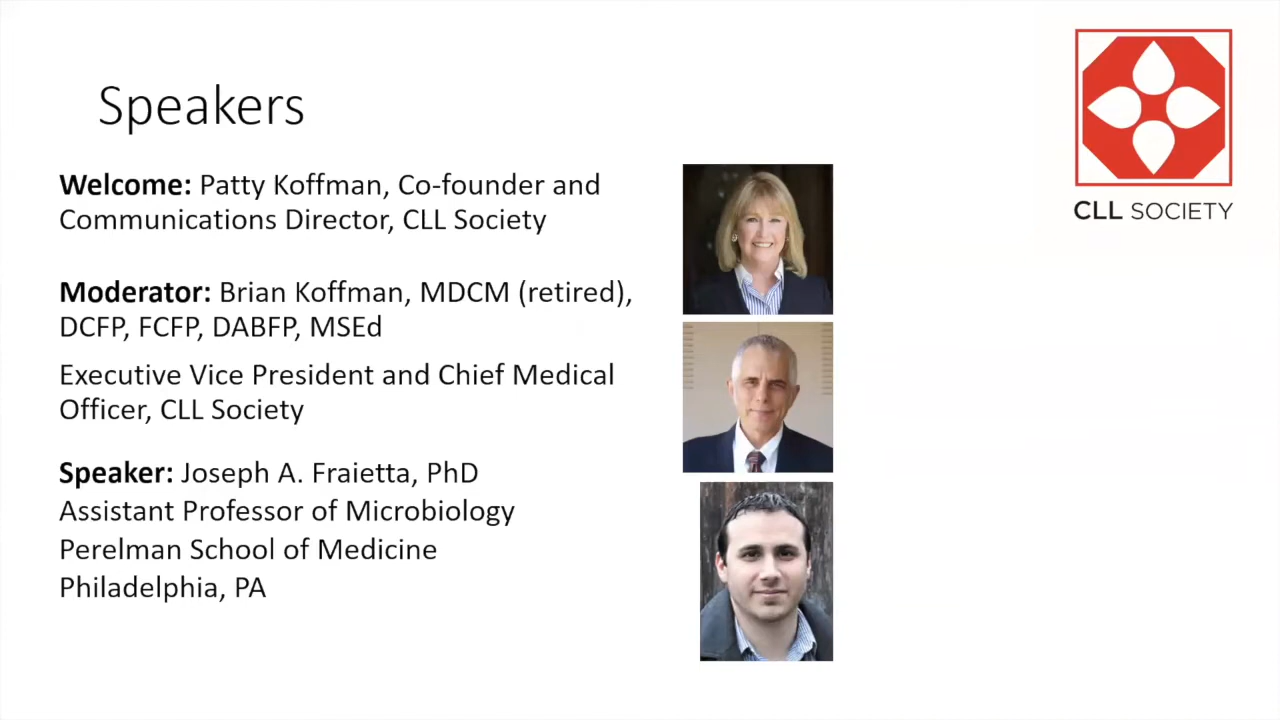 Speakers
Welcome: Patty Koffman, Co-founder and
Communications Director, CLL Society
Moderator: Brian Koffman, MDCM (retired),
DCFP, FCFP, DABFP, MSEd
Executive Vice President and Chief Medical
Officer, CLL Society
Speaker: Joseph A. Fraietta, PhD
Assistant Professor of Microbiology
Perelman School of Medicine
Philadelphia, PA
CLL SOCIETY